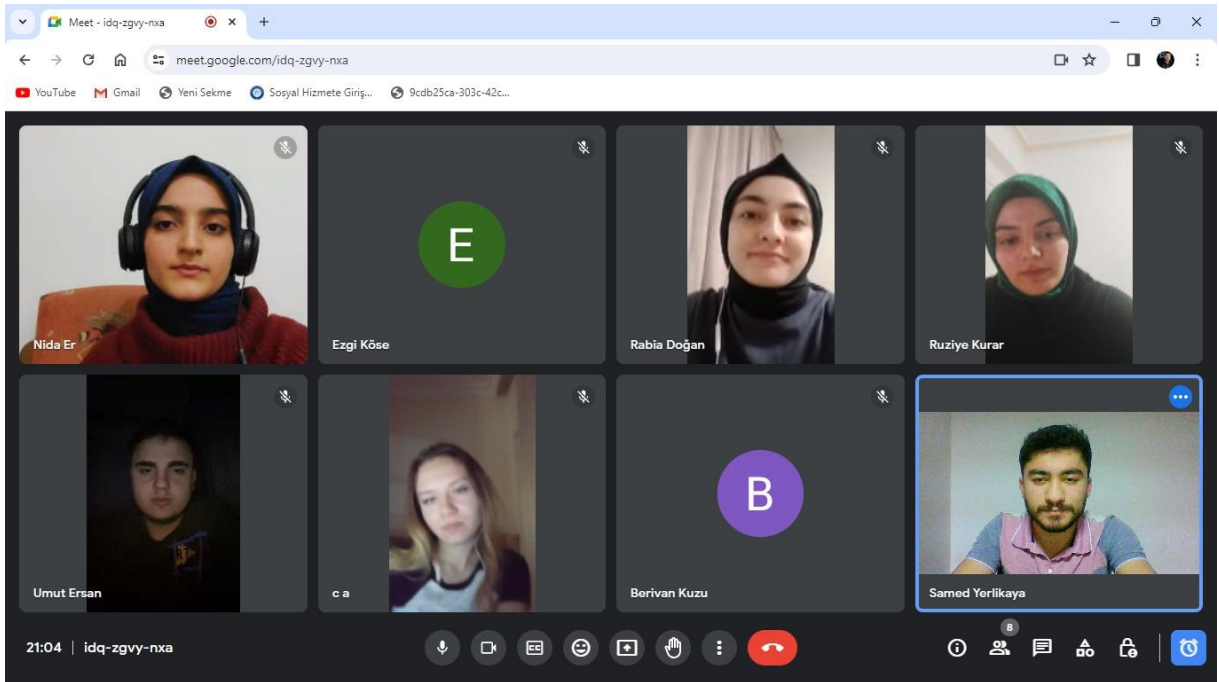 Meet - idq-zgvy-nxa
meet.google.com/idq-zgvy-nxa
YouTube Gmail Yeni Sekme Sosyal Hizmete Giriş... 9cdb25ca-303c-42c...
E
Nida Er Ezgi Köse Rabia Doğan Ruziye Kurar
B
Umut Ersan c a Berivan Kuzu Samed Yerlikaya
8
21:04 | idq-zgvy-nxa CC